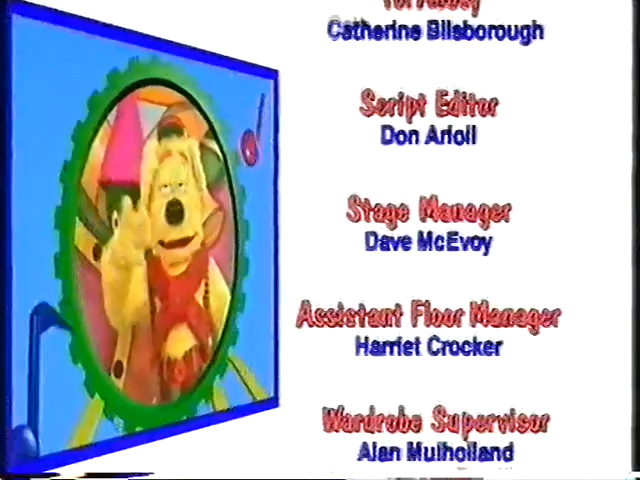 Catherine Bilsborough
Script Editor
Don Arioli
Stage Manager
Dave McEvoy
Assistant Floor Manager
Harriet Crocker
Wardrobe Supervisor
Alan Mulholland